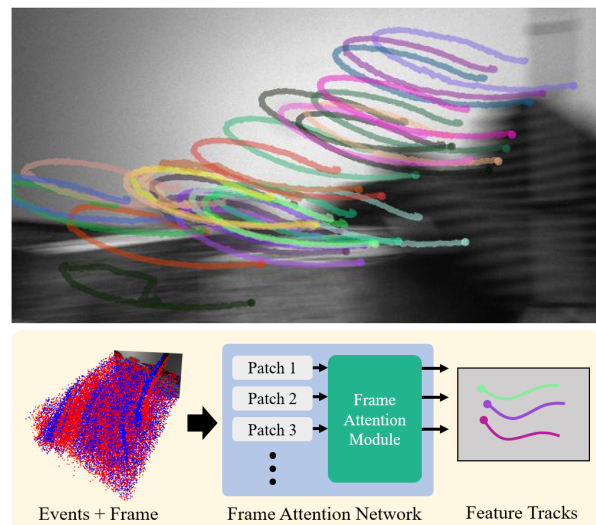 Patch 1
Patch 2
Patch 3
Frame
Attention
Module
Events + Frame
Frame Attention Network
Feature Tracks